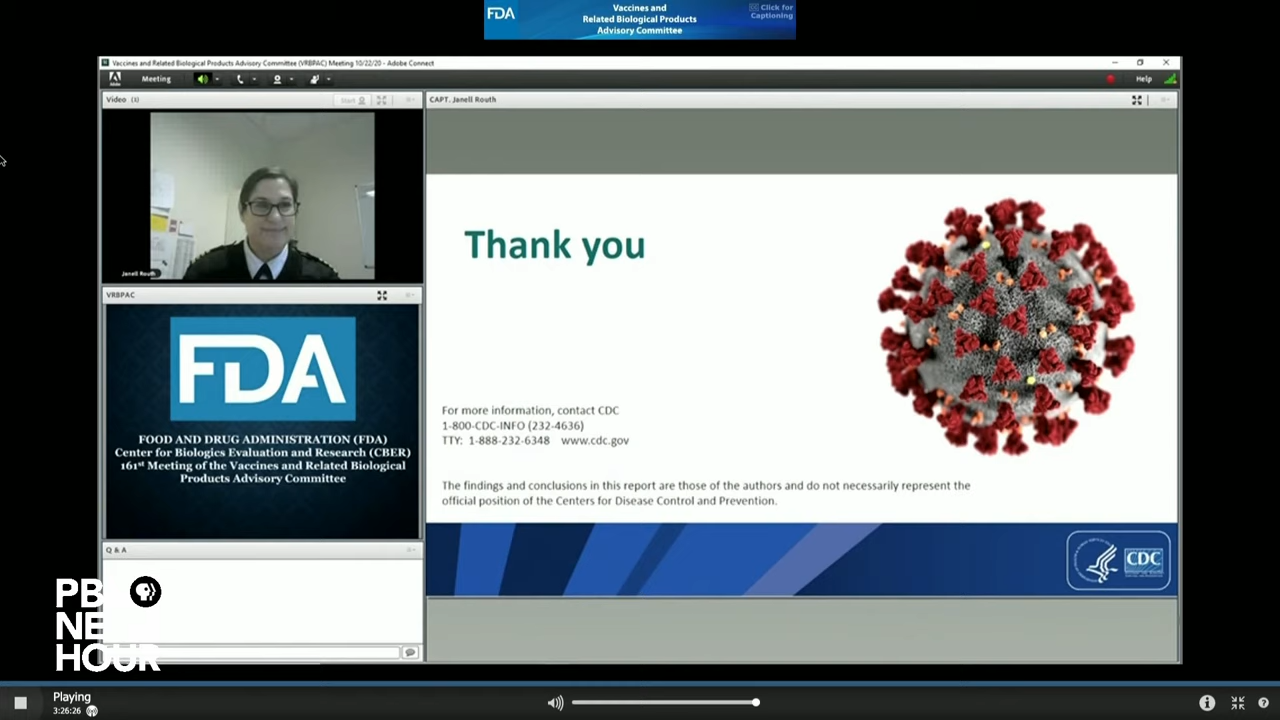 FDA
Vaccines and
Related Biological Products
Advisory Committee
Click for
Captioning
Vaccines and Related Biological Products Advisory Committee (VRBPAC) Meeting 10/22/20 - Adobe Connect
Meeting
Help
Video (1)
Start
CAPT. Janell Routh
Janell Routh
Thank you
VRBPAC
FDA
FOOD AND DRUG ADMINISTRATION (FDA)
Center for Biologics Evaluation and Research (CBER)
161st Meeting of the Vaccines and Related Biological
Products Advisory Committee
For more information, contact CDC
1-800-CDC-INFO (232-4636)
TTY: 1-888-232-6348 www.cdc.gov
The findings and conclusions in this report are those of the authors and do not necessarily represent the
official position of the Centers for Disease Control and Prevention.
CDC
Q & A
PBS
NEWS
HOUR
Playing
3:26:26